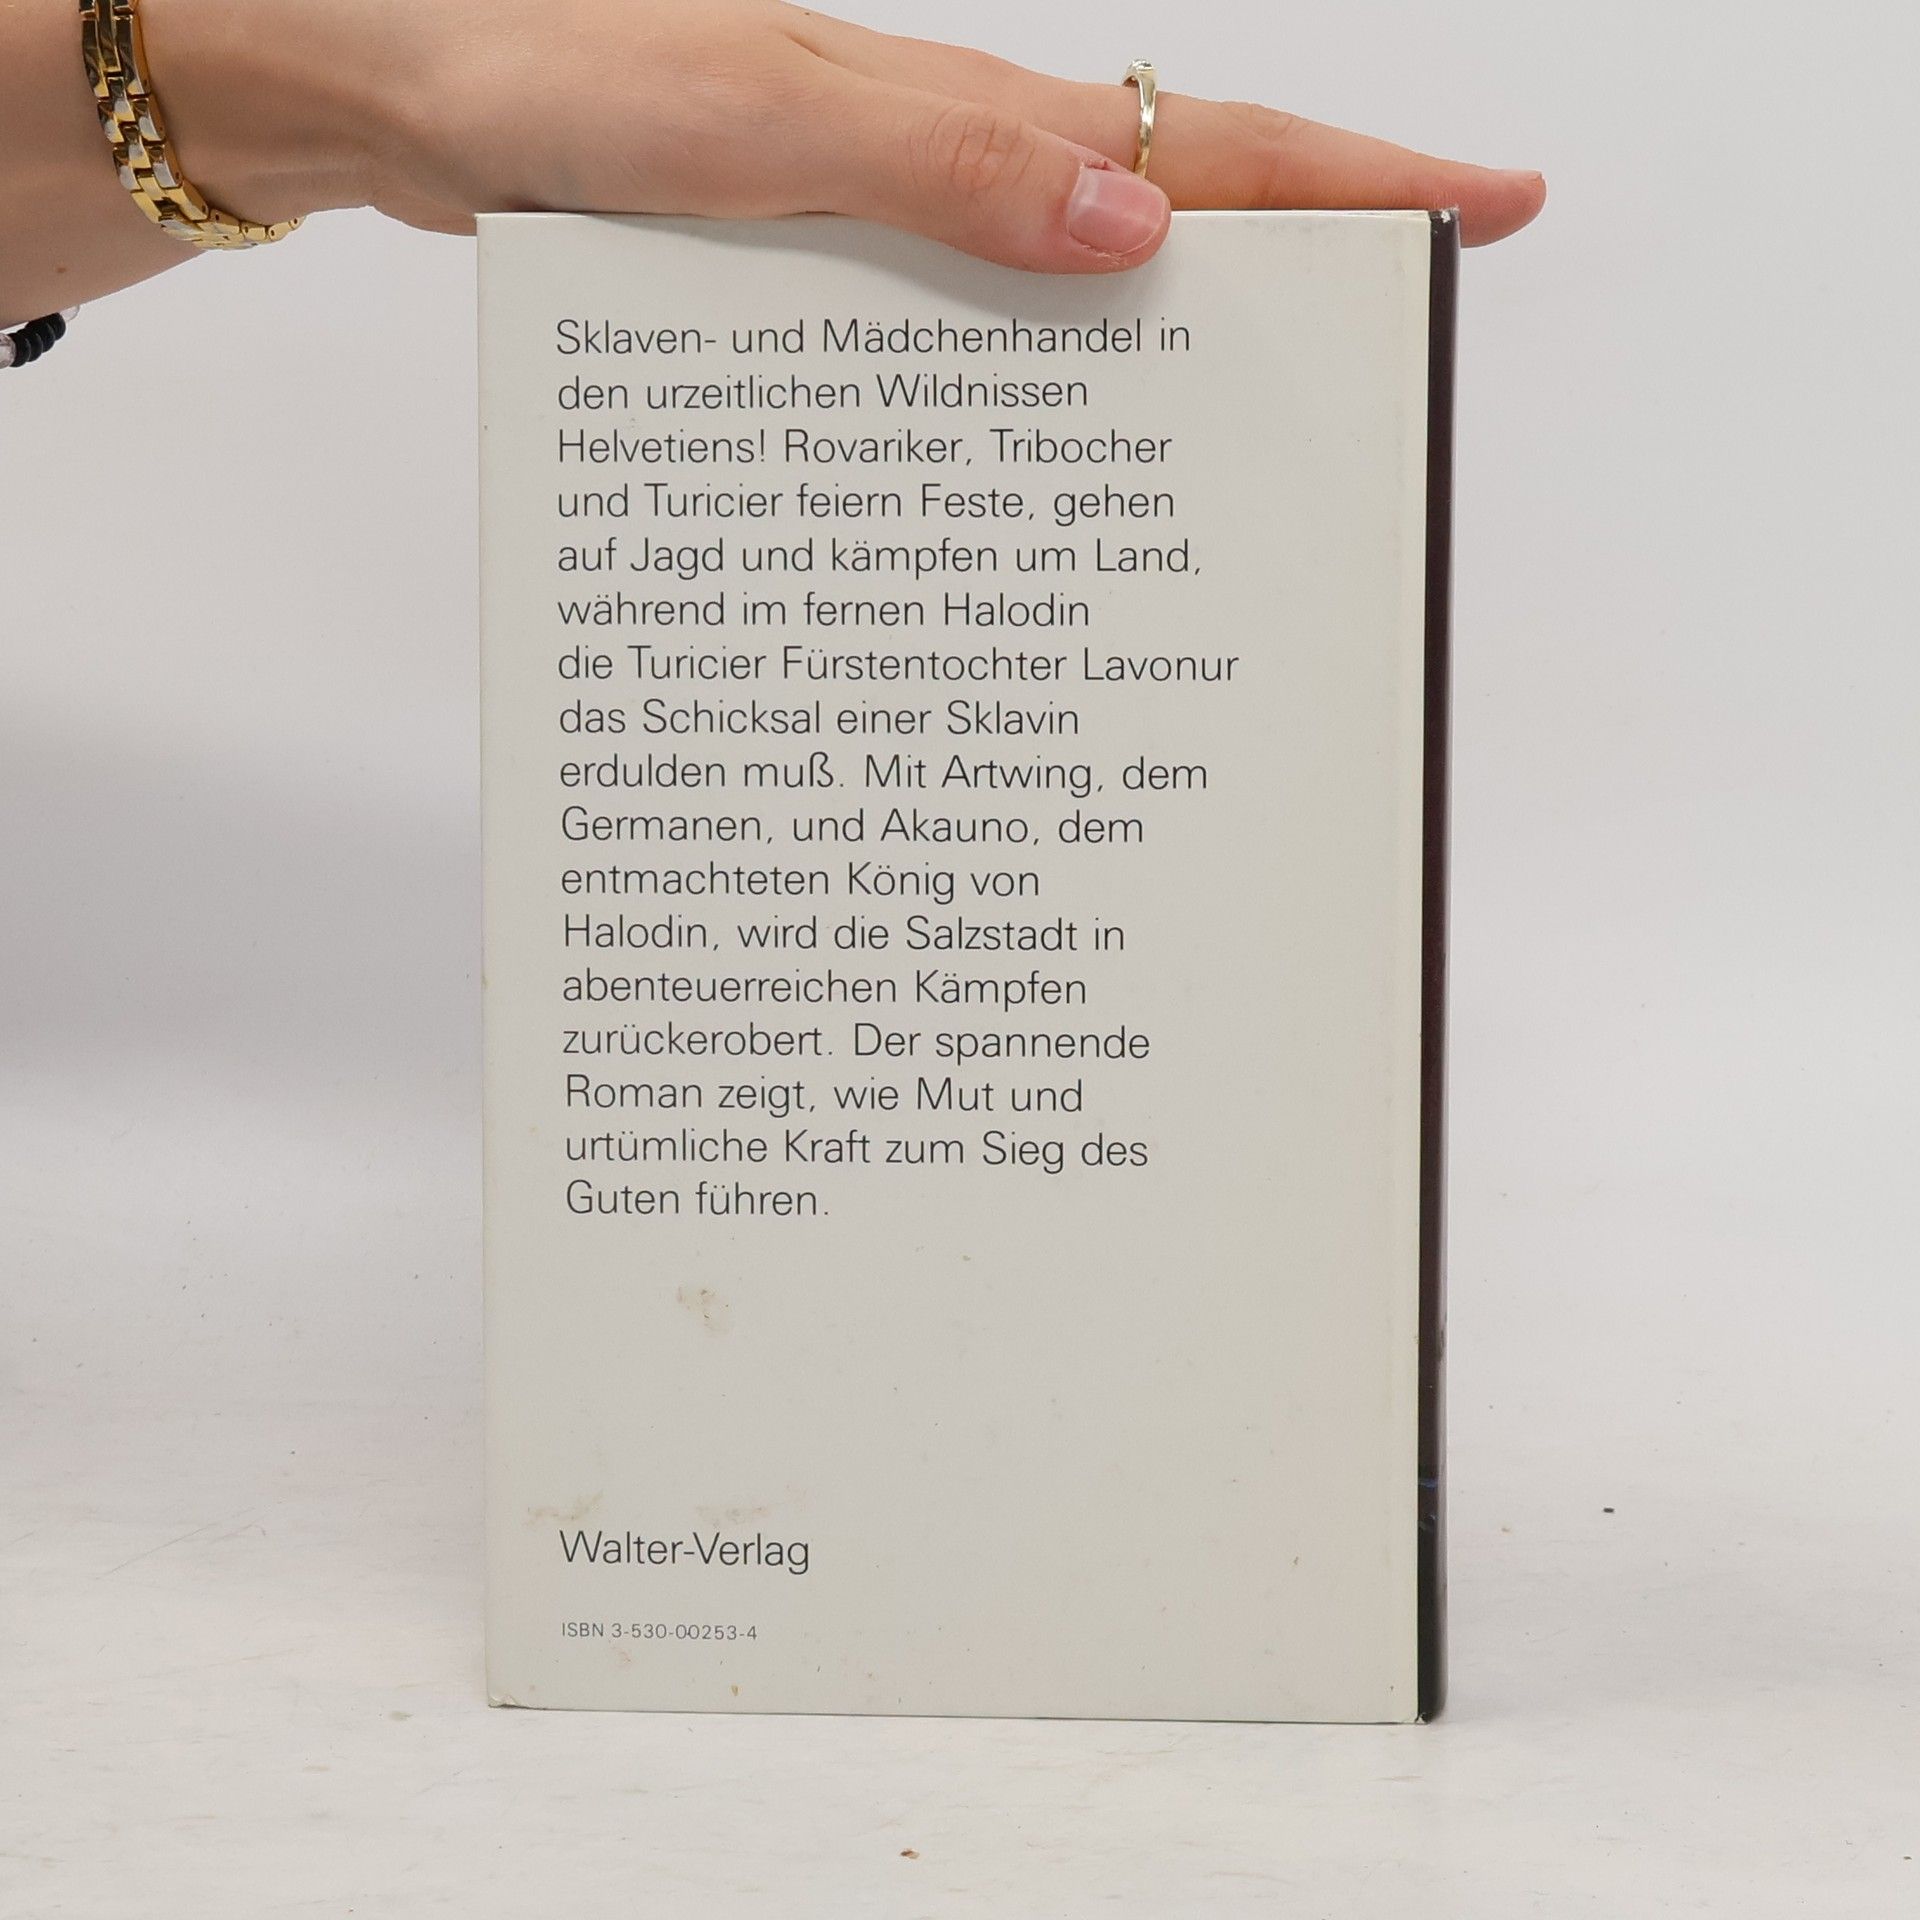 Sklaven- und Mädchenhandel in
den urzeitlichen Wildnissen
Helvetiens! Rovariker, Tribocher
und Turicier feiern Feste, gehen
auf Jagd und kämpfen um Land,
während im fernen Halodin
die Turicier Fürstentochter Lavonur
das Schicksal einer Sklavin
erdulden muß. Mit Artwing, dem
Germanen, und Akauno, dem
entmachteten König von
Halodin, wird die Salzstadt in
abenteuerreichen Kämpfen
zurückerobert. Der spannende
Roman zeigt, wie Mut und
urtümliche Kraft zum Sieg des
Guten führen.
Walter-Verlag
ISBN 3-530-00253-4